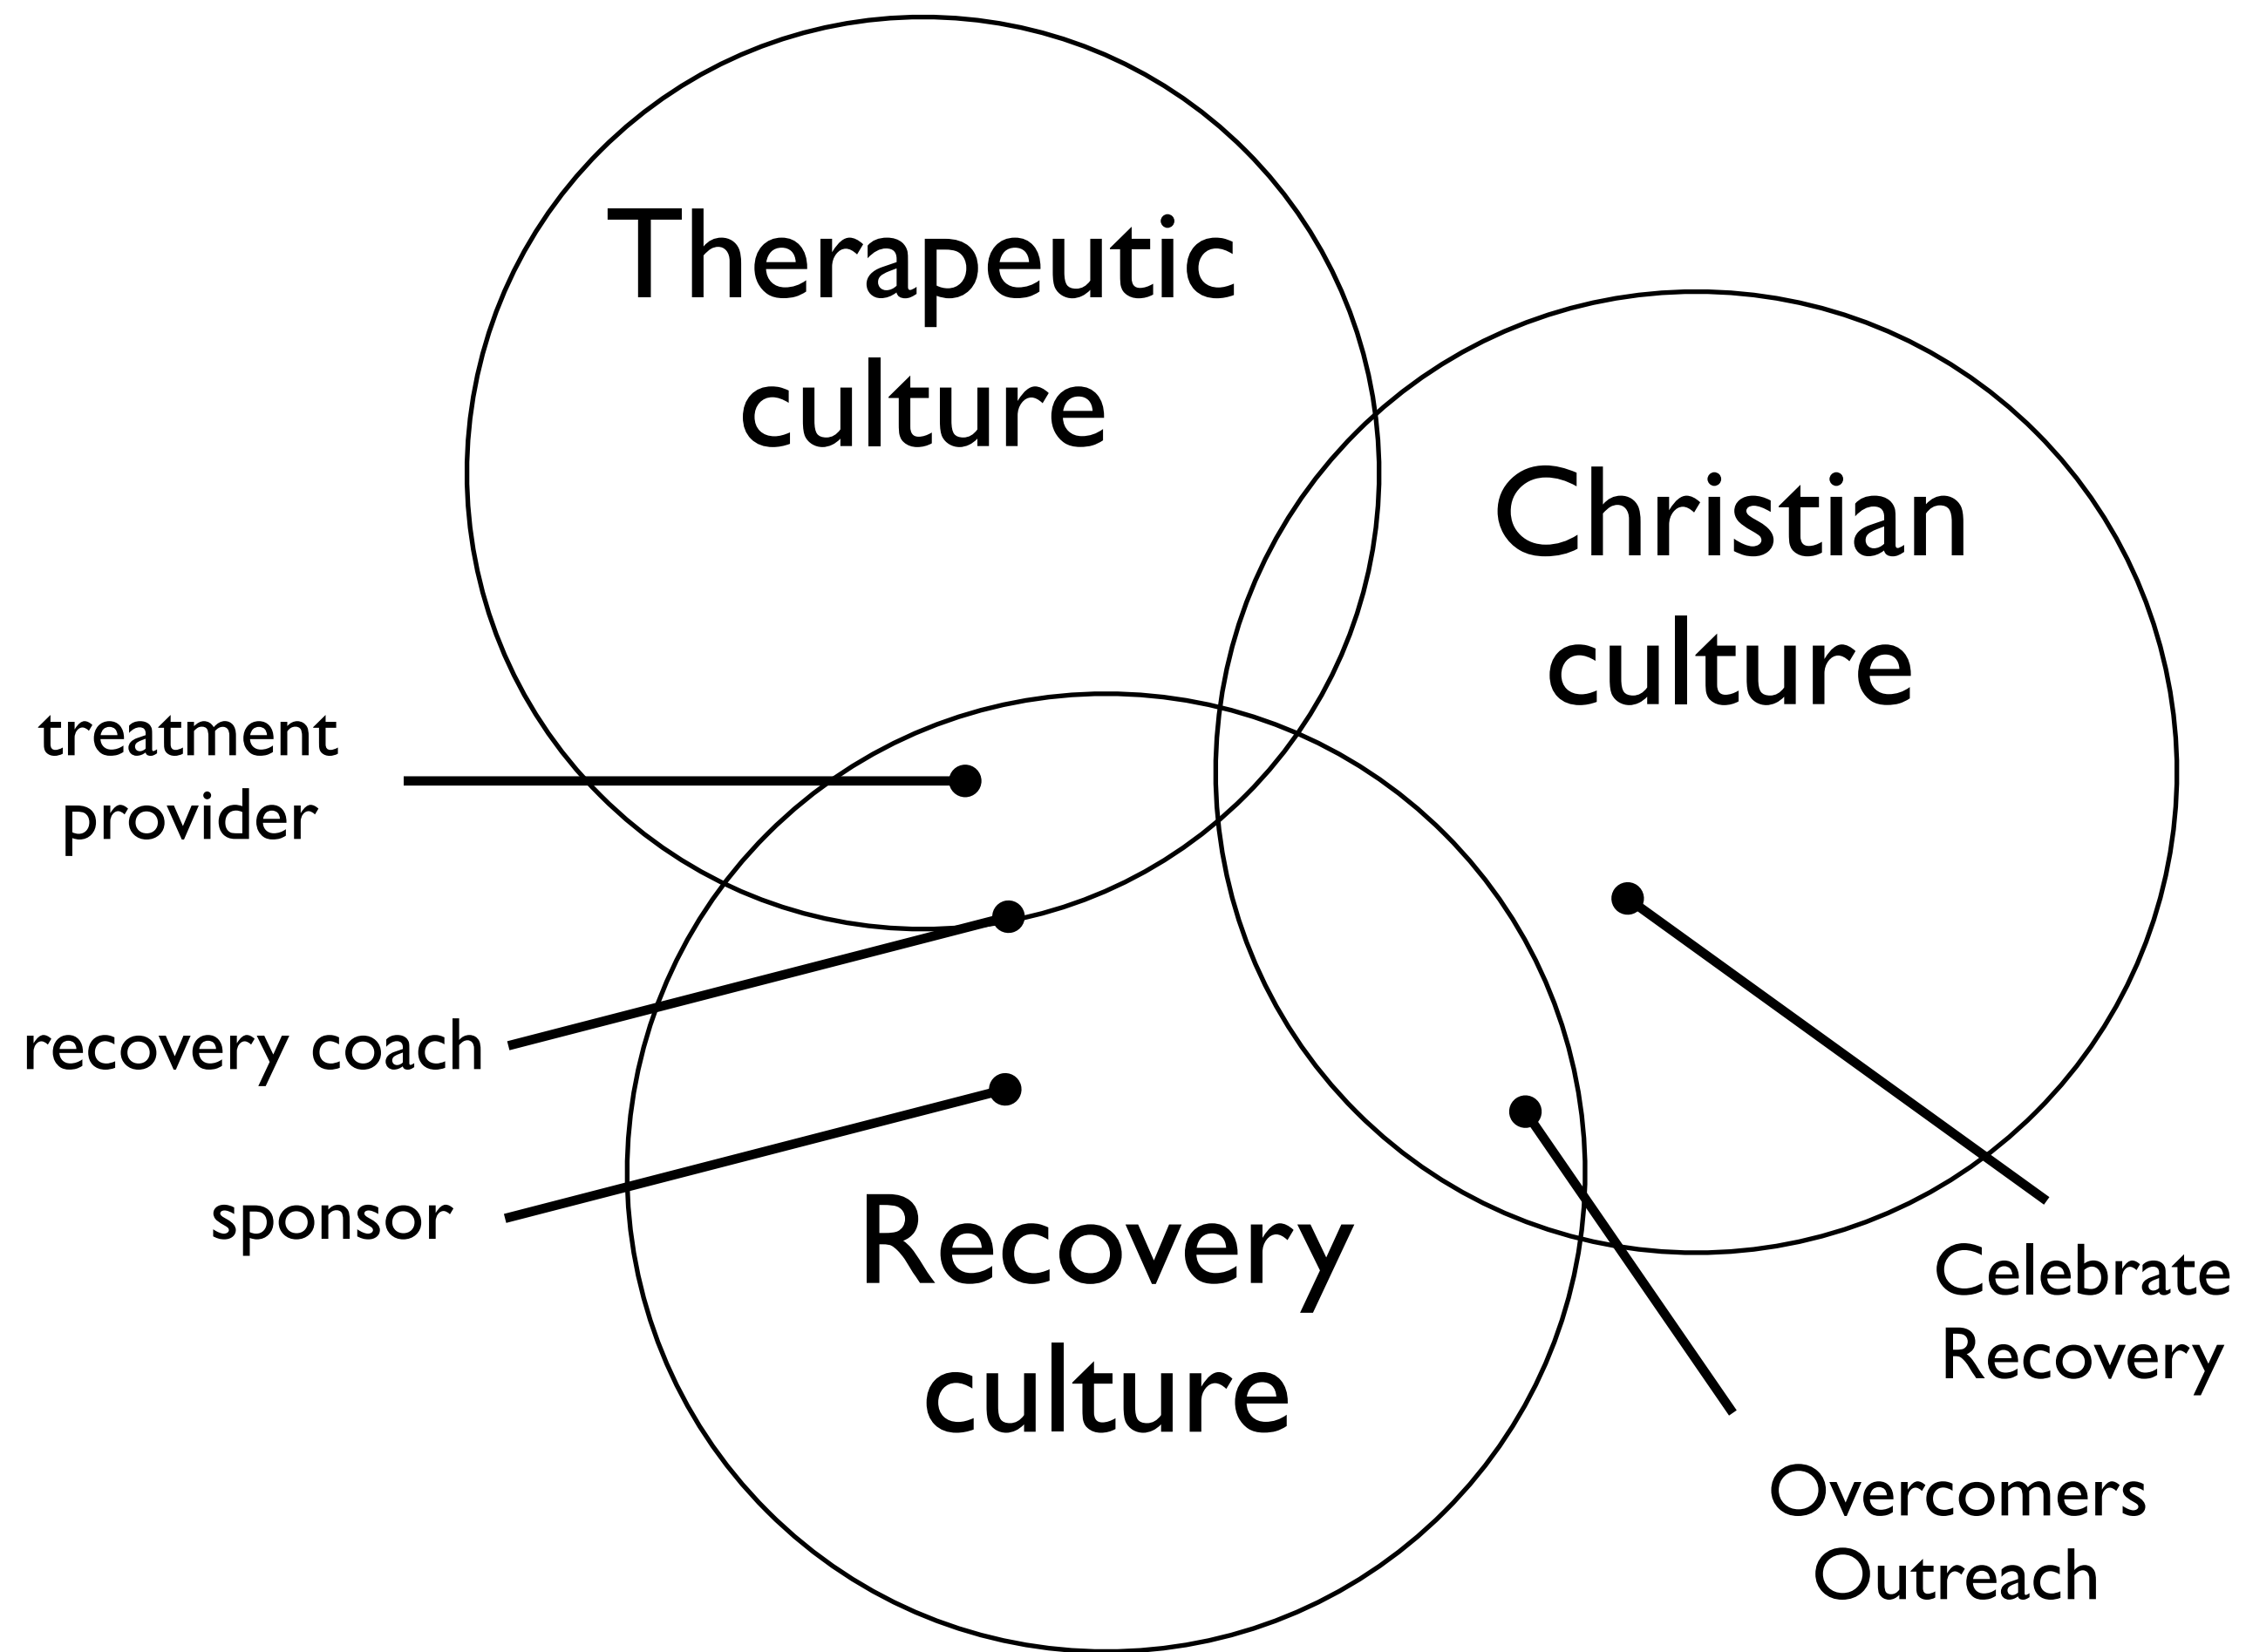 Therapeutic
culture
Christian
culture
treatment
provider
recovery coach
sponsor
Recovery
culture
Celebrate
Recovery
Overcomers
Outreach